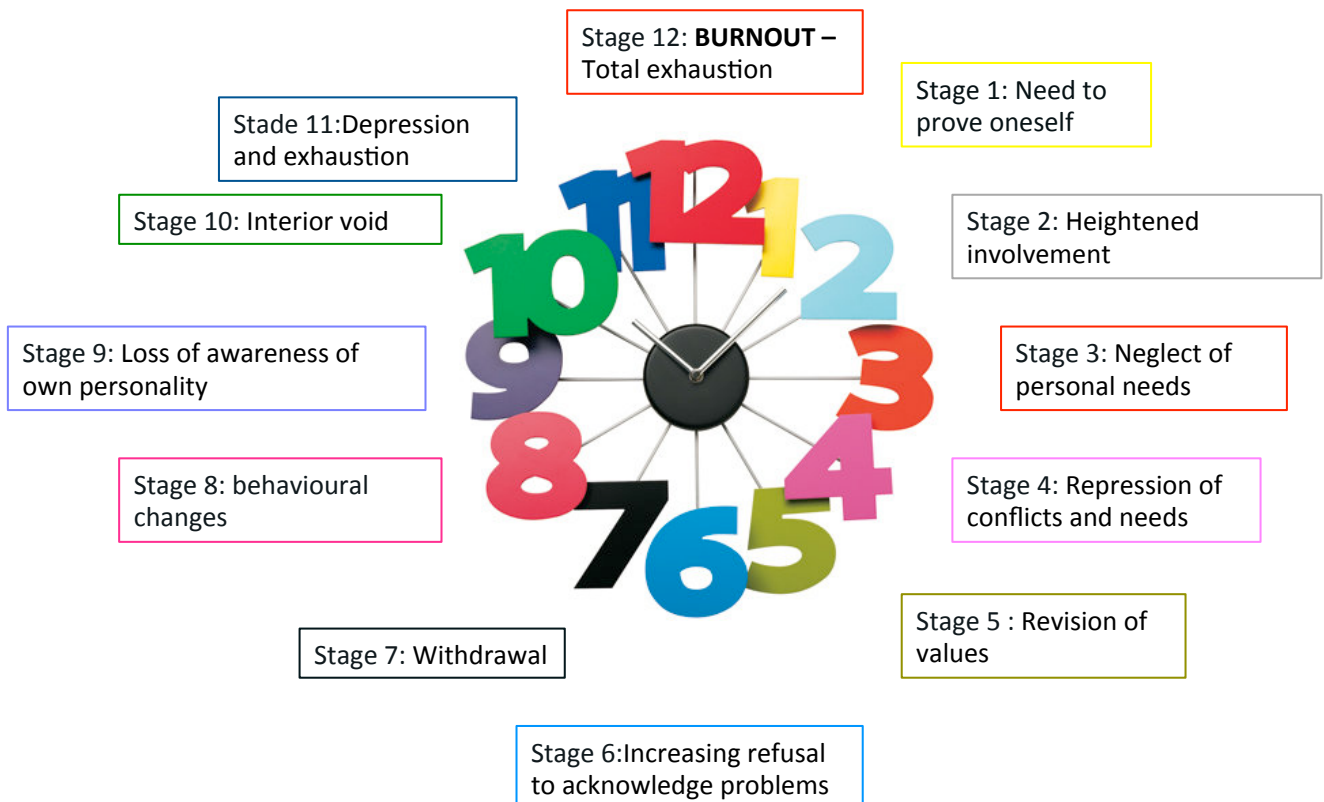 Stage 12: BURNOUT –
Total exhaustion
Stage 1: Need to
prove oneself
Stade 11:Depression
and exhaustion
Stage 10: Interior void
Stage 2: Heightened
involvement
Stage 9: Loss of awareness of
own personality
Stage 3: Neglect of
personal needs
Stage 8: behavioural
changes
Stage 4: Repression of
conflicts and needs
Stage 5 : Revision of
values
Stage 7: Withdrawal
Stage 6:Increasing refusal
to acknowledge problems
12
1
2
3
4
5
6
7
8
9
10
11